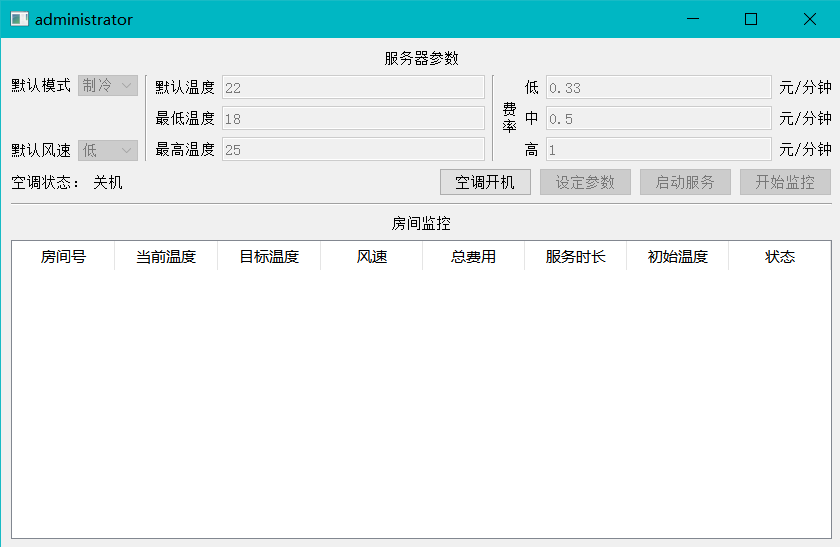 administrator
服务器参数
默认模式 制冷 默认温度 22 低 0.33 元/分钟
最低温度 18 费率 中 0.5 元/分钟
默认风速 低 最高温度 25 高 1 元/分钟
空调状态： 关机 空调开机 设定参数 启动服务 开始监控
房间监控
房间号 当前温度 目标温度 风速 总费用 服务时长 初始温度 状态